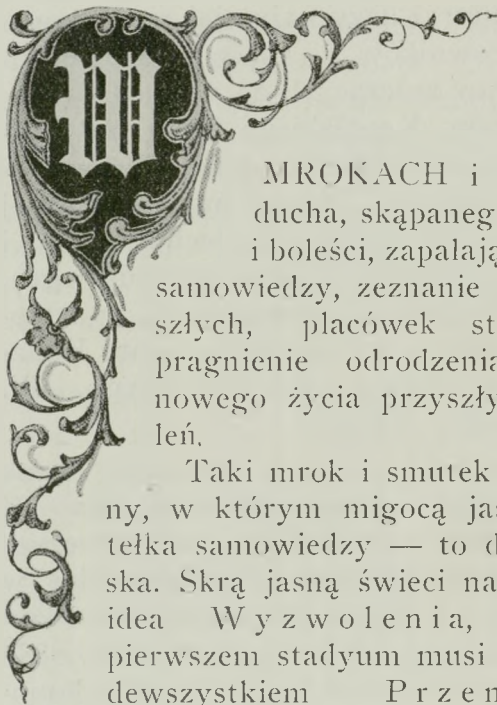 W
MROKACH i
ducha, skąpaneg
i boleści, zapalają
samowiedzy, zeznanie
szłych, placówek st
pragnienie odrodzenia
nowego życia przyszły
leń.
Taki mrok i smutek
ny, w którym migocą ja
tełka samowiedzy — to d
ska. Skrą jasną świeci na
idea Wyzwolenia,
pierwszem stadyum musi
dewszystkiem Przem